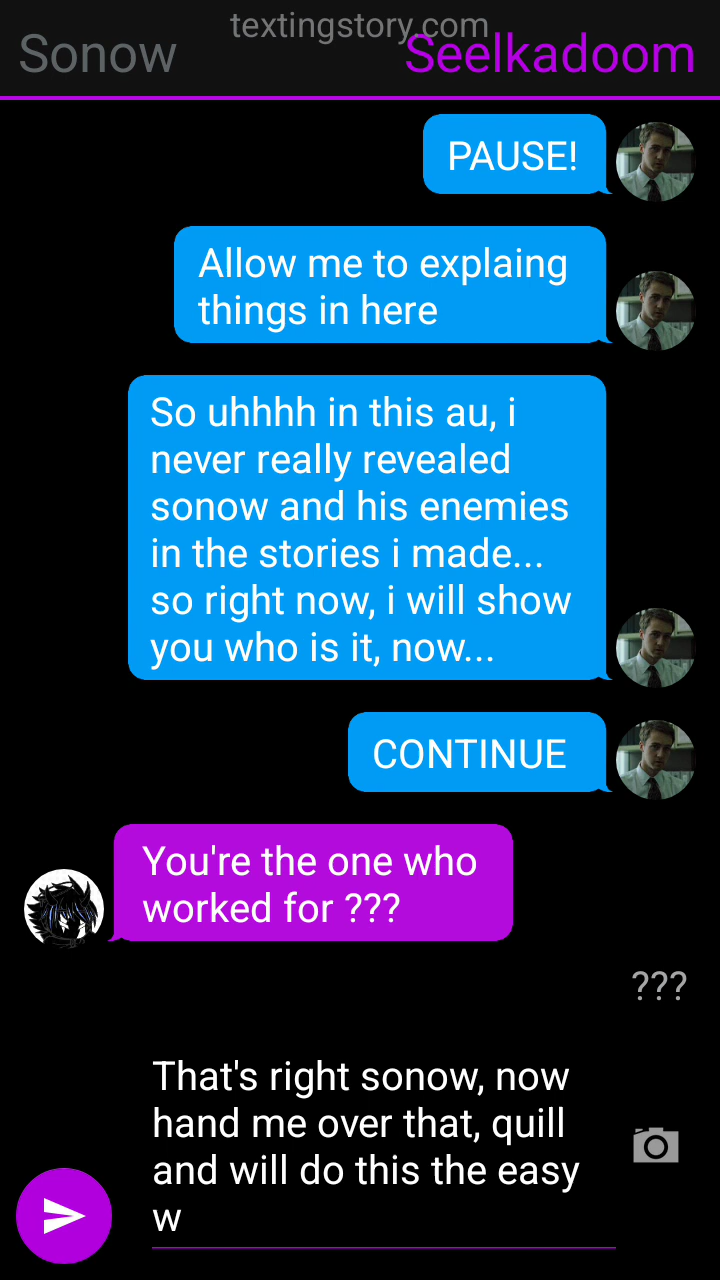 textingstory.com
Sonow
Seelkadoom
PAUSE!
Allow me to explaing
things in here
So uhhhh in this au, i
never really revealed
sonow and his enemies
in the stories i made...
so right now, i will show
you who is it, now...
CONTINUE
You're the one who
worked for ???
???
That's right sonow, now
hand me over that, quill
and will do this the easy
w